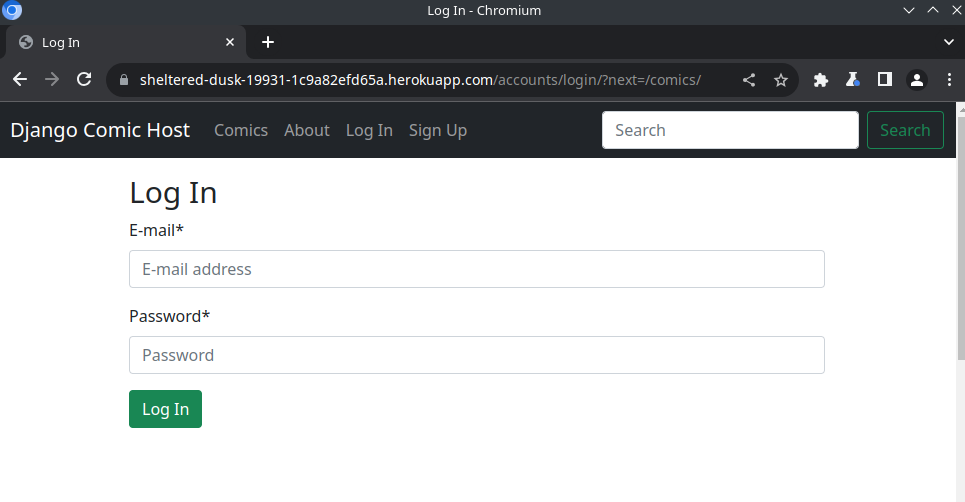 Log In - Chromium
Log In
sheltered-dusk-19931-1c9a82efd65a.herokuapp.com/accounts/login/?next=/comics/
Django Comic Host Comics About Log In Sign Up Search Search
Log In
E-mail*
E-mail address
Password*
Password
Log In